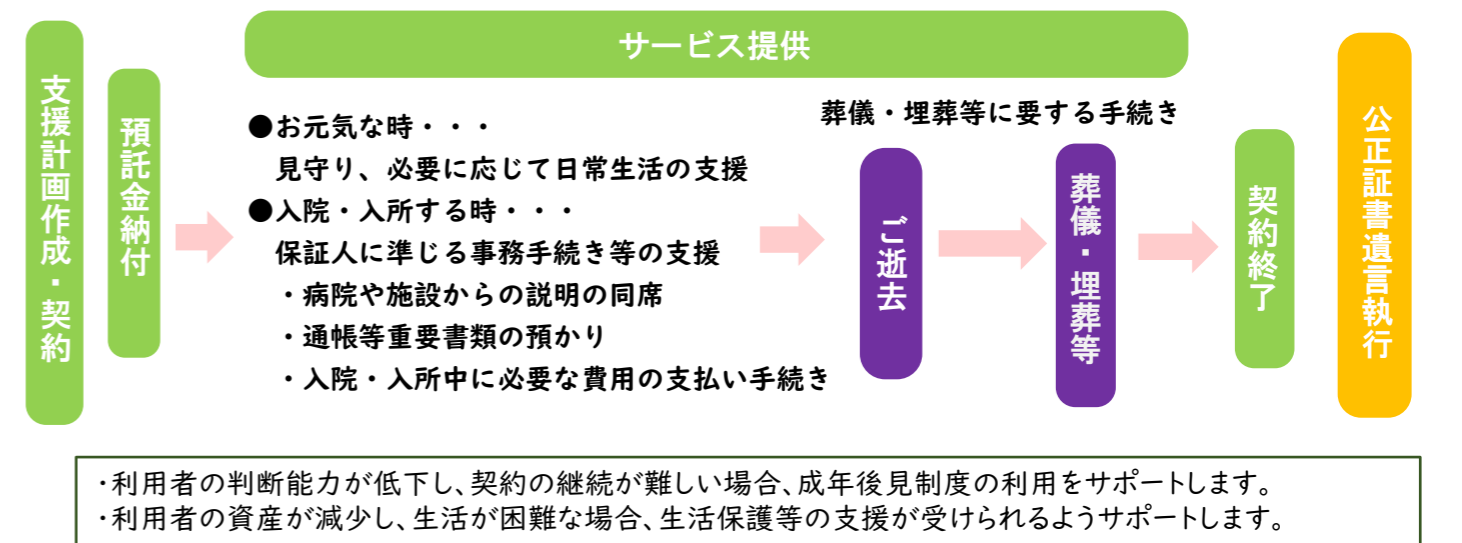 支援計画作成・契約
預託金納付
サービス提供
●お元気な時・・・
見守り、必要に応じて日常生活の支援
●入院・入所する時・・・
保証人に準じる事務手続き等の支援
・病院や施設からの説明の同席
・通帳等重要書類の預かり
・入院・入所中に必要な費用の支払い手続き
葬儀・埋葬等に要する手続き
ご逝去
葬儀・埋葬等
契約終了
公正証書遺言執行
・利用者の判断能力が低下し、契約の継続が難しい場合、成年後見制度の利用をサポートします。
・利用者の資産が減少し、生活が困難な場合、生活保護等の支援が受けられるようサポートします。